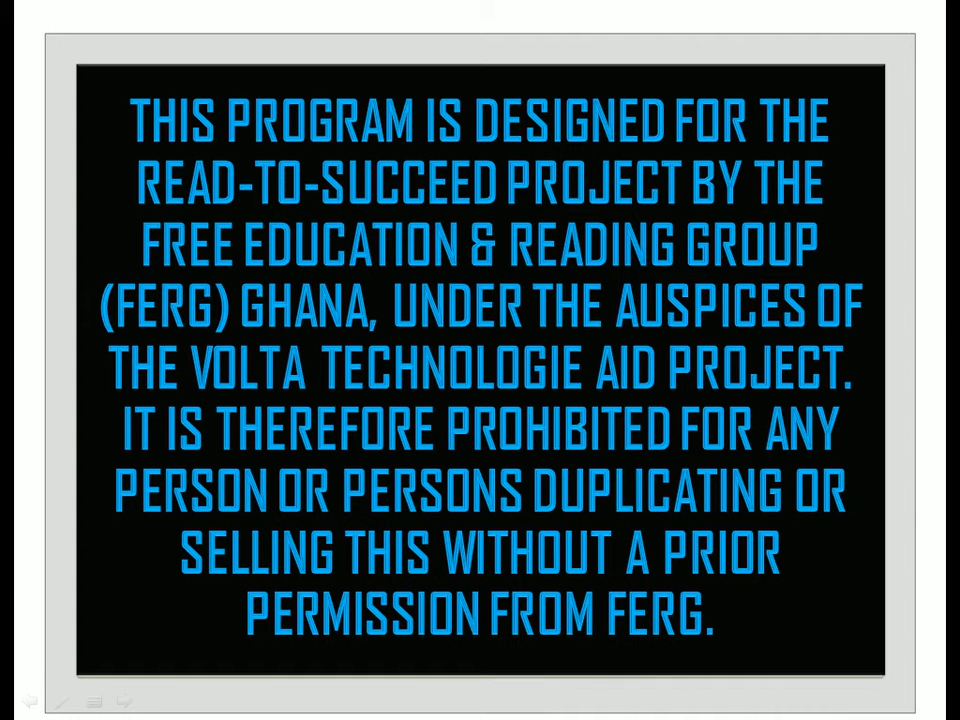 THIS PROGRAM IS DESIGNED FOR THE
READ-TO-SUCCEED PROJECT BY THE
FREE EDUCATION & READING GROUP
(FERG) GHANA, UNDER THE AUSPICES OF
THE VOLTA TECHNOLOGIE AID PROJECT.
IT IS THEREFORE PROHIBITED FOR ANY
PERSON OR PERSONS DUPLICATING OR
SELLING THIS WITHOUT A PRIOR
PERMISSION FROM FERG.